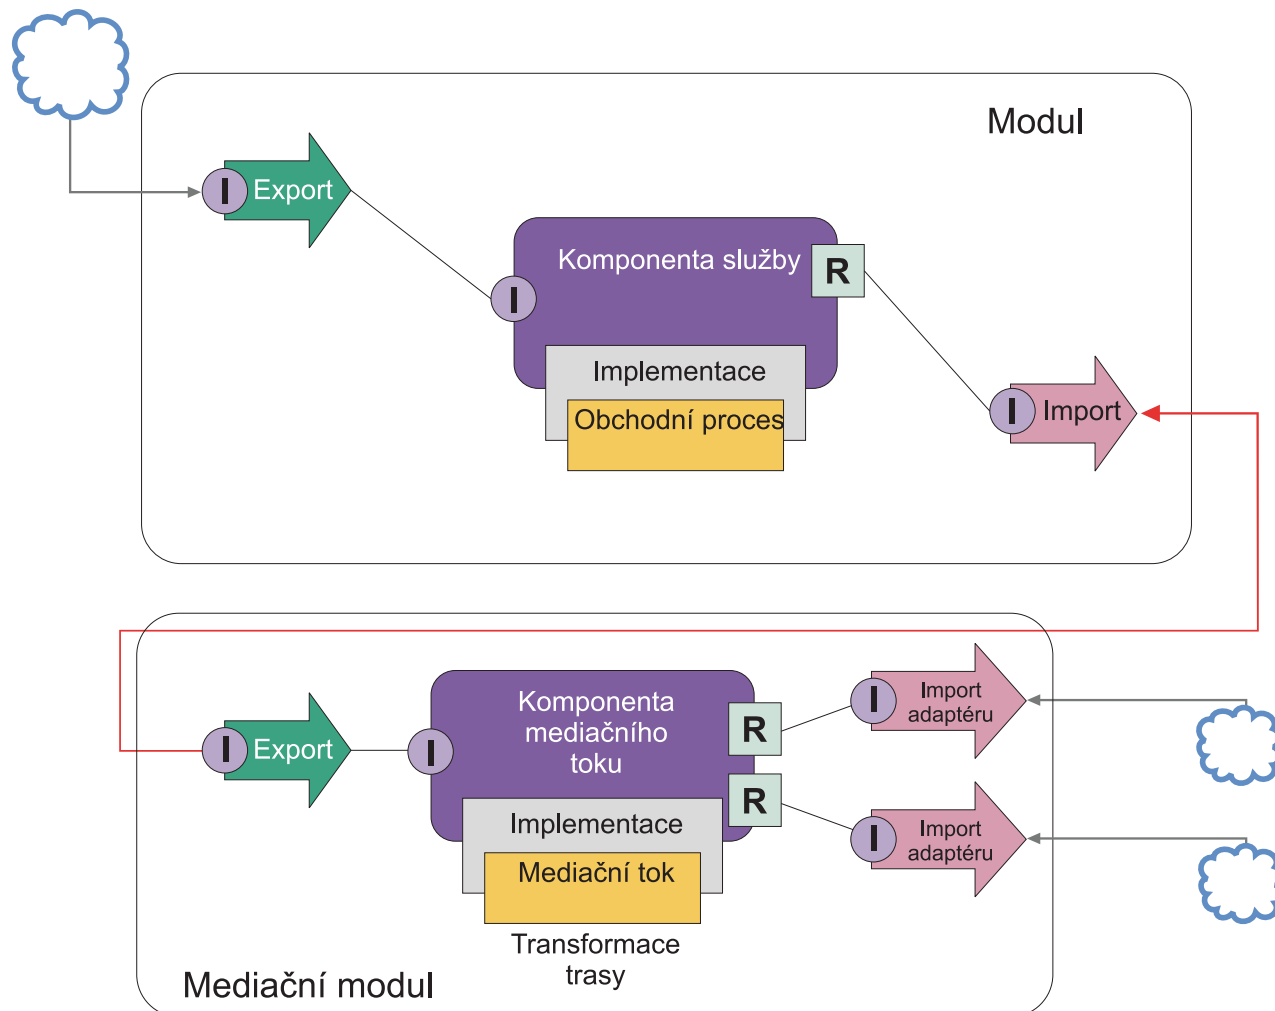 Modul
I
Export
Komponenta služby
R
I
Implementace
Obchodní proces
I
Import
I
Export
I
Komponenta
mediačního
toku
R
R
Implementace
Mediační tok
Transformace
trasy
I
Import
adaptéru
I
Import
adaptéru
Mediační modul